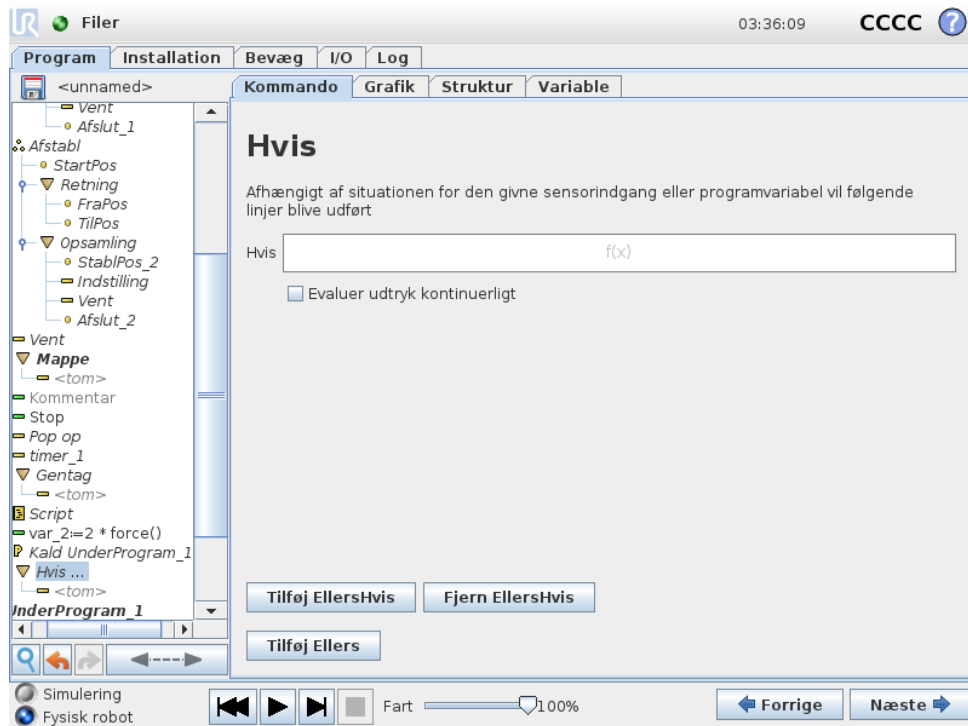 UR Filer 03:36:09 CCCC ?
Program Installation Bevæg I/O Log
<unnamed> Kommando Grafik Struktur Variable
Vent
Afslut_1
Afstabl
StartPos
Retning
FraPos
TilPos
Opsamling
StablPos_2
Indstilling
Vent
Afslut_2
Vent
Mappe
<tom>
Kommentar
Stop
Pop op
timer_1
Gentag
<tom>
Script
var_2:=2 * force()
Kald UnderProgram_1
Hvis ...
<tom>
UnderProgram_1
Hvis
Afhængigt af situationen for den givne sensorindgang eller programvariabel vil følgende
linjer blive udført
Hvis f(x)
Evaluer udtryk kontinuerligt
Tilføj EllersHvis Fjern EllersHvis
Tilføj Ellers
Simulering
Fysisk robot
Fart 100%
Forrige Næste